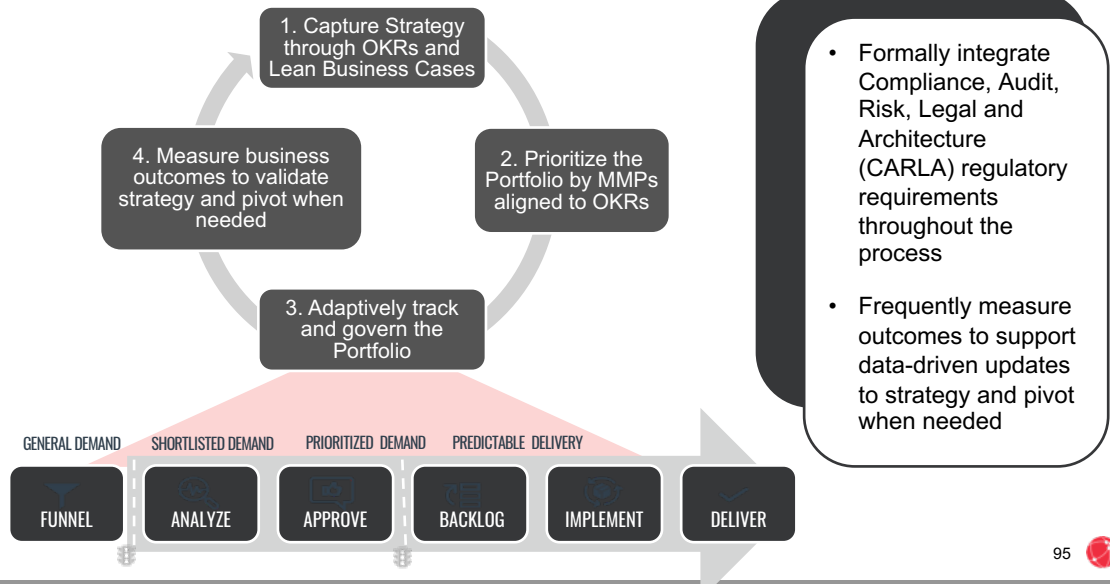 1. Capture Strategy
through OKRs and
Lean Business Cases
2. Prioritize the
Portfolio by MMPs
aligned to OKRs
3. Adaptively track
and govern the
Portfolio
4. Measure business
outcomes to validate
strategy and pivot when
needed
• Formally integrate
Compliance, Audit,
Risk, Legal and
Architecture
(CARLA) regulatory
requirements
throughout the
process
• Frequently measure
outcomes to support
data-driven updates
to strategy and pivot
when needed
GENERAL DEMAND
SHORTLISTED DEMAND
PRIORITIZED DEMAND
PREDICTABLE DELIVERY
FUNNEL
ANALYZE
APPROVE
BACKLOG
IMPLEMENT
DELIVER
95